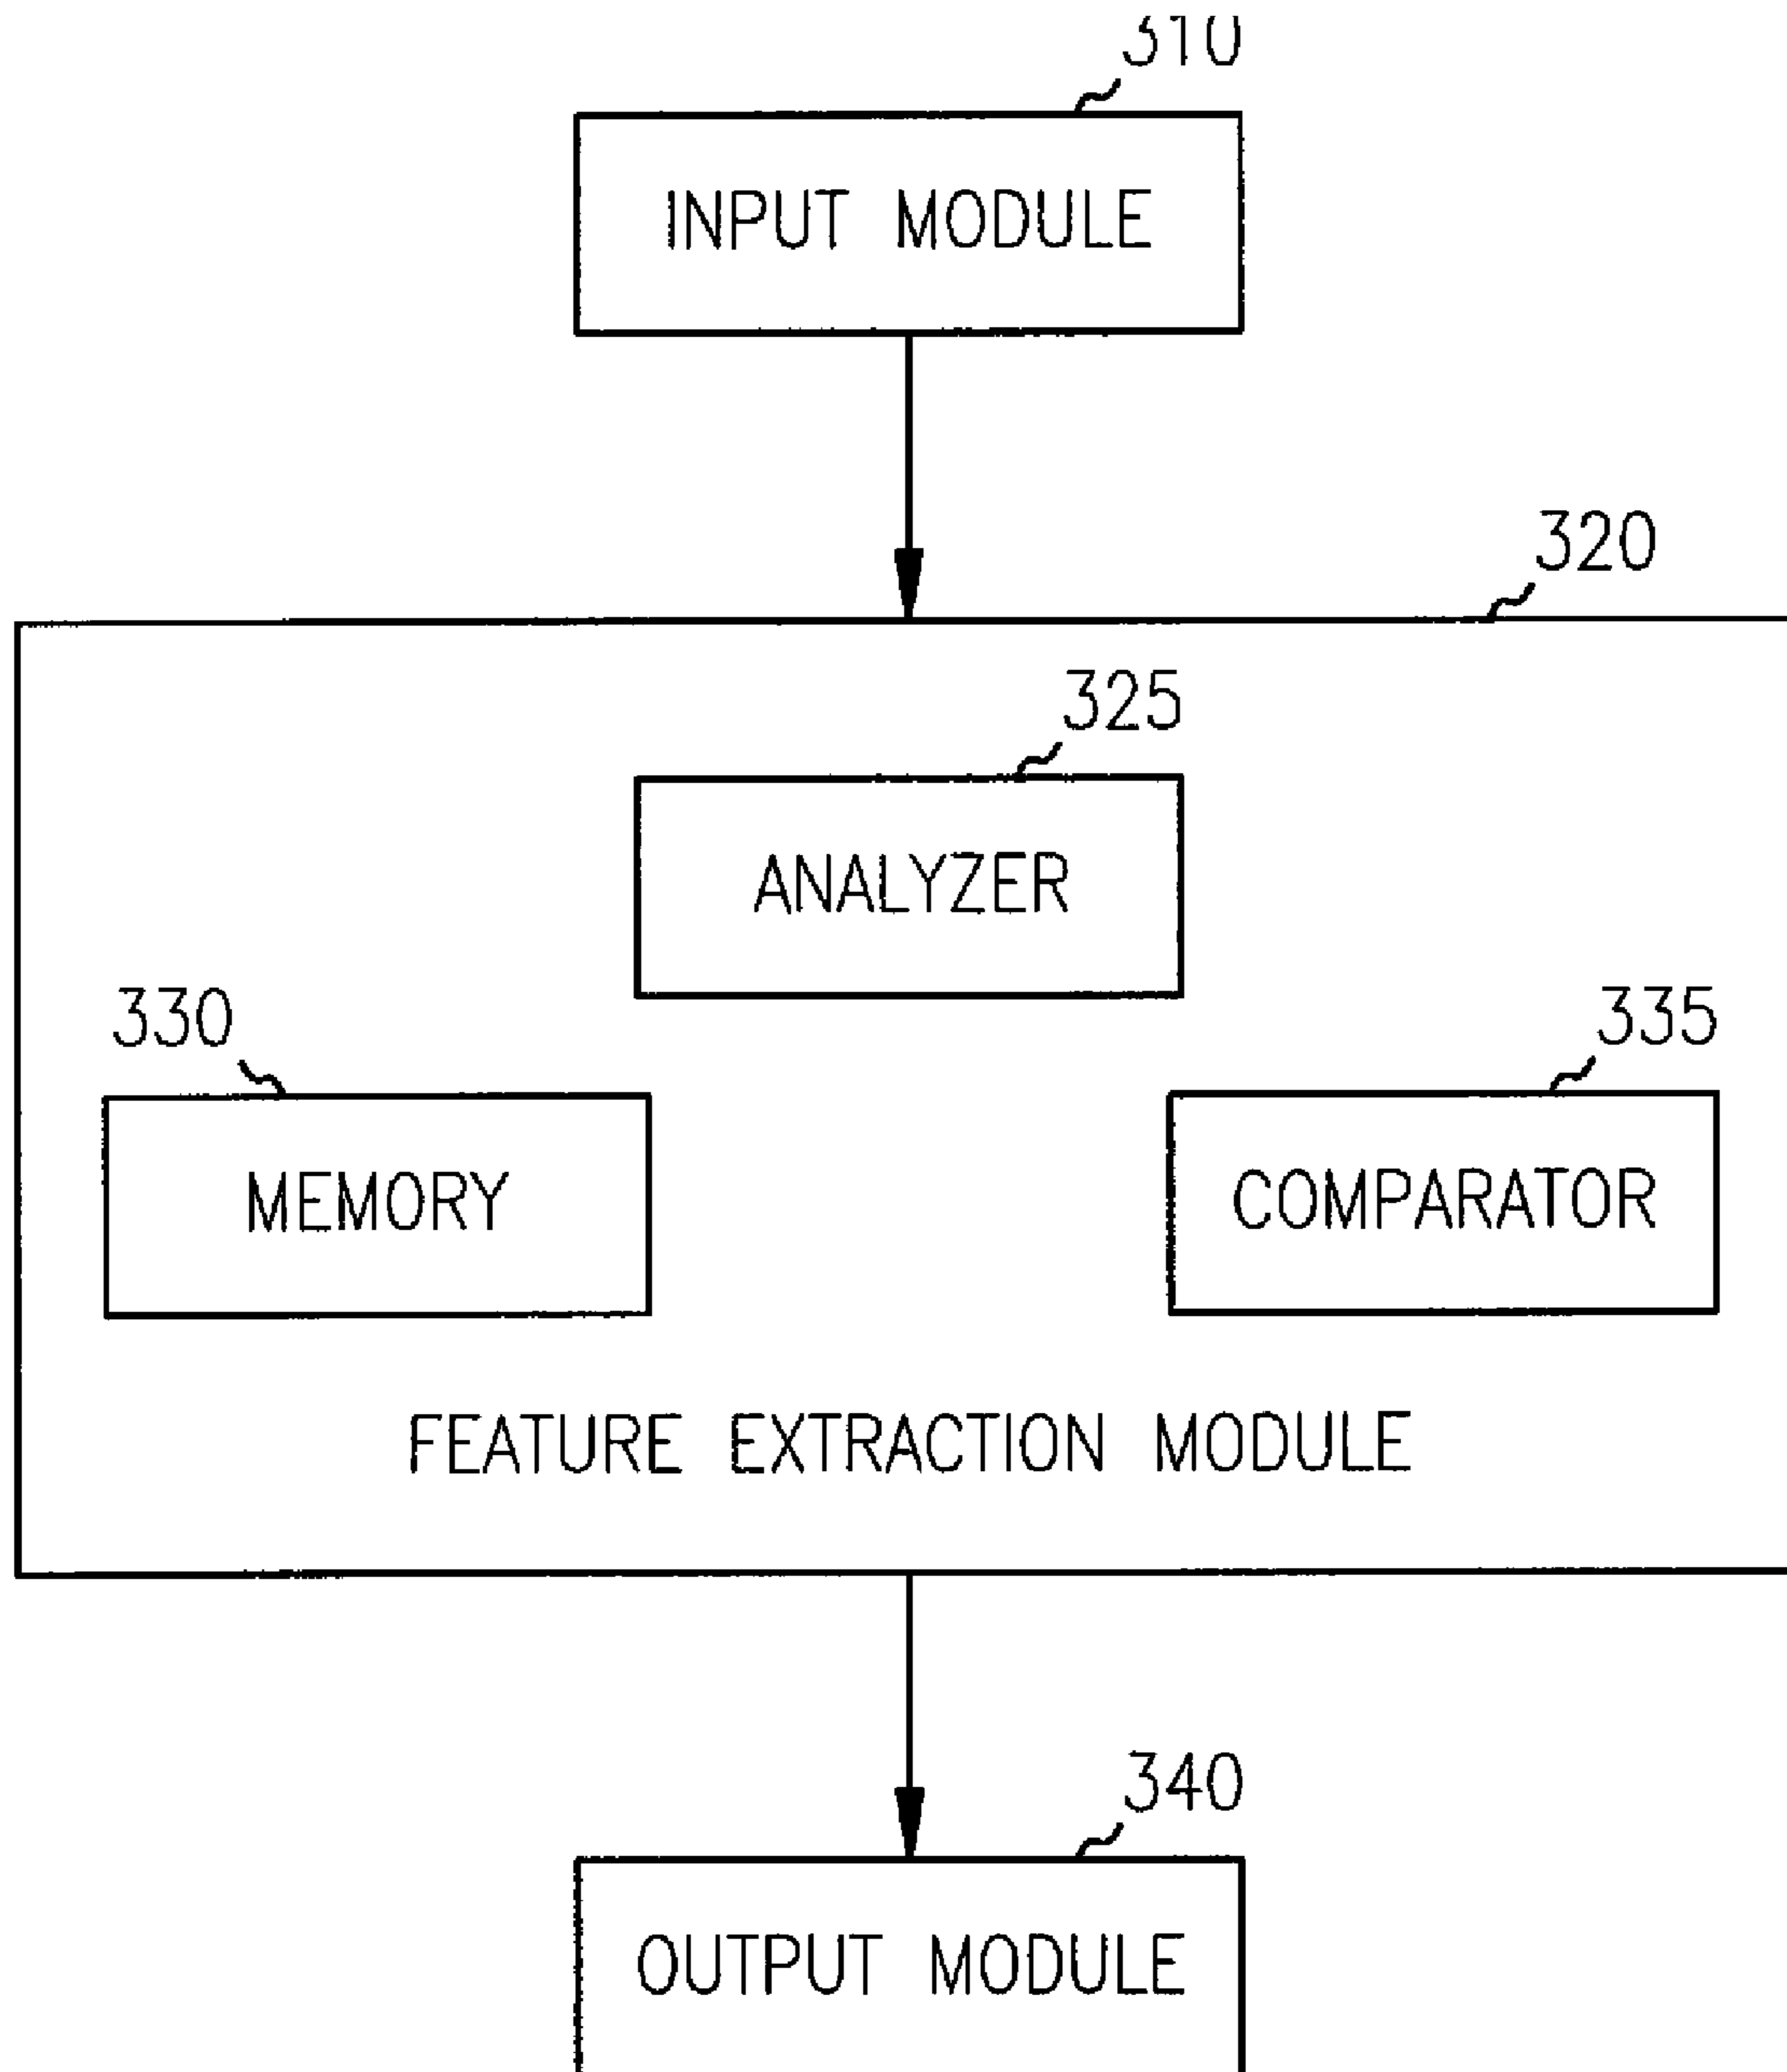 310
INPUT MODULE
320
325
ANALYZER
330
335
MEMORY
COMPARATOR
FEATURE EXTRACTION MODULE
340
OUTPUT MODULE